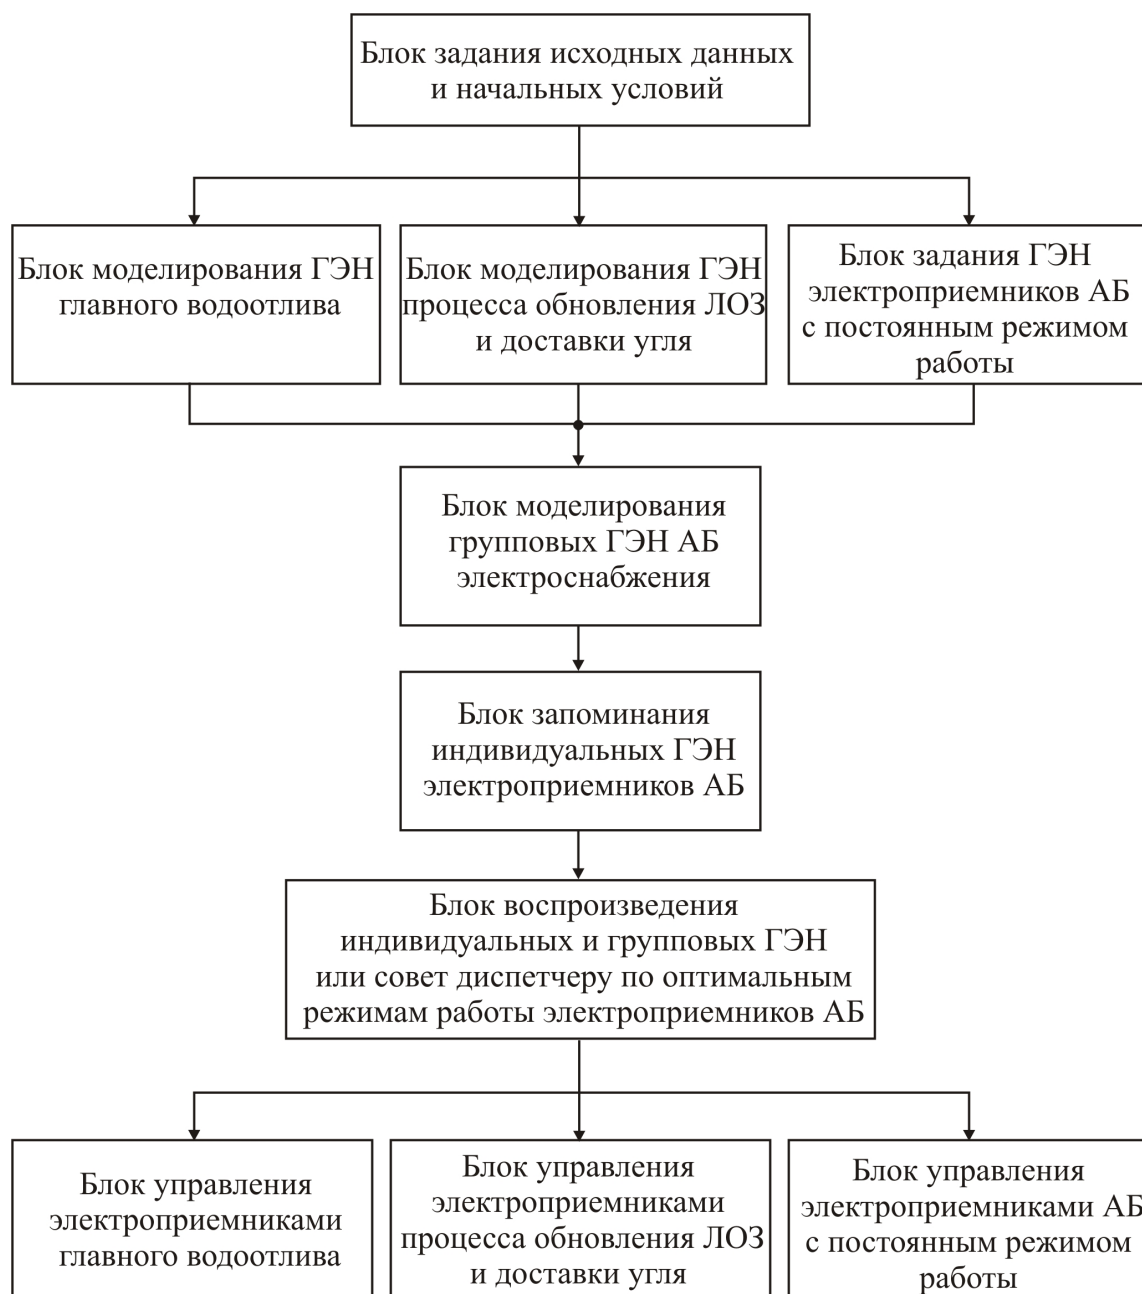 Блок задания исходных данных
и начальных условий
Блок моделирования ГЭН
главного водоотлива
Блок моделирования ГЭН
процесса обновления ЛОЗ
и доставки угля
Блок задания ГЭН
электроприемников АБ
с постоянным режимом
работы
Блок моделирования
групповых ГЭН АБ
электроснабжения
Блок запоминания
индивидуальных ГЭН
электроприемников АБ
Блок воспроизведения
индивидуальных и групповых ГЭН
или совет диспетчеру по оптимальным
режимам работы электроприемников АБ
Блок управления
электроприемниками
главного водоотлива
Блок управления
электроприемниками
процесса обновления ЛОЗ
и доставки угля
Блок управления
электроприемниками АБ
с постоянным режимом
работы